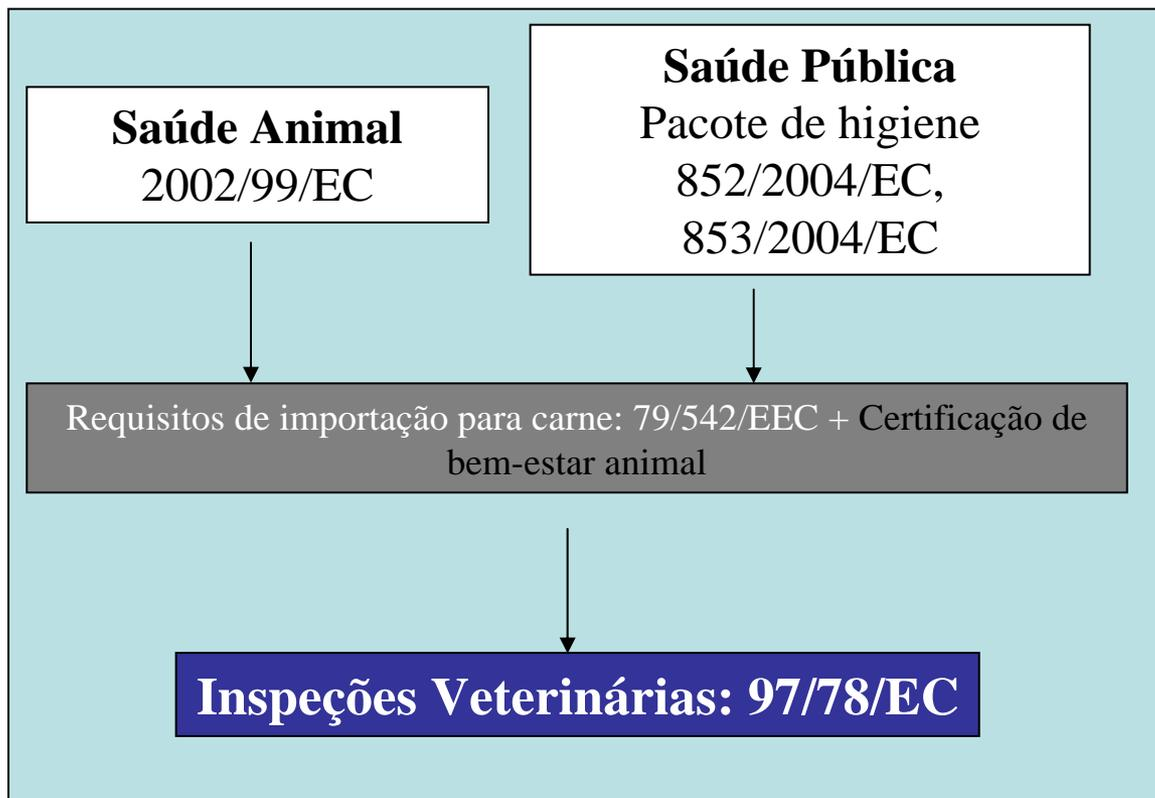 Saúde Animal
2002/99/EC
Saúde Pública
Pacote de higiene
852/2004/EC,
853/2004/EC
Requisitos de importação para carne: 79/542/EEC + Certificação de
bem-estar animal
Inspeções Veterinárias: 97/78/EC